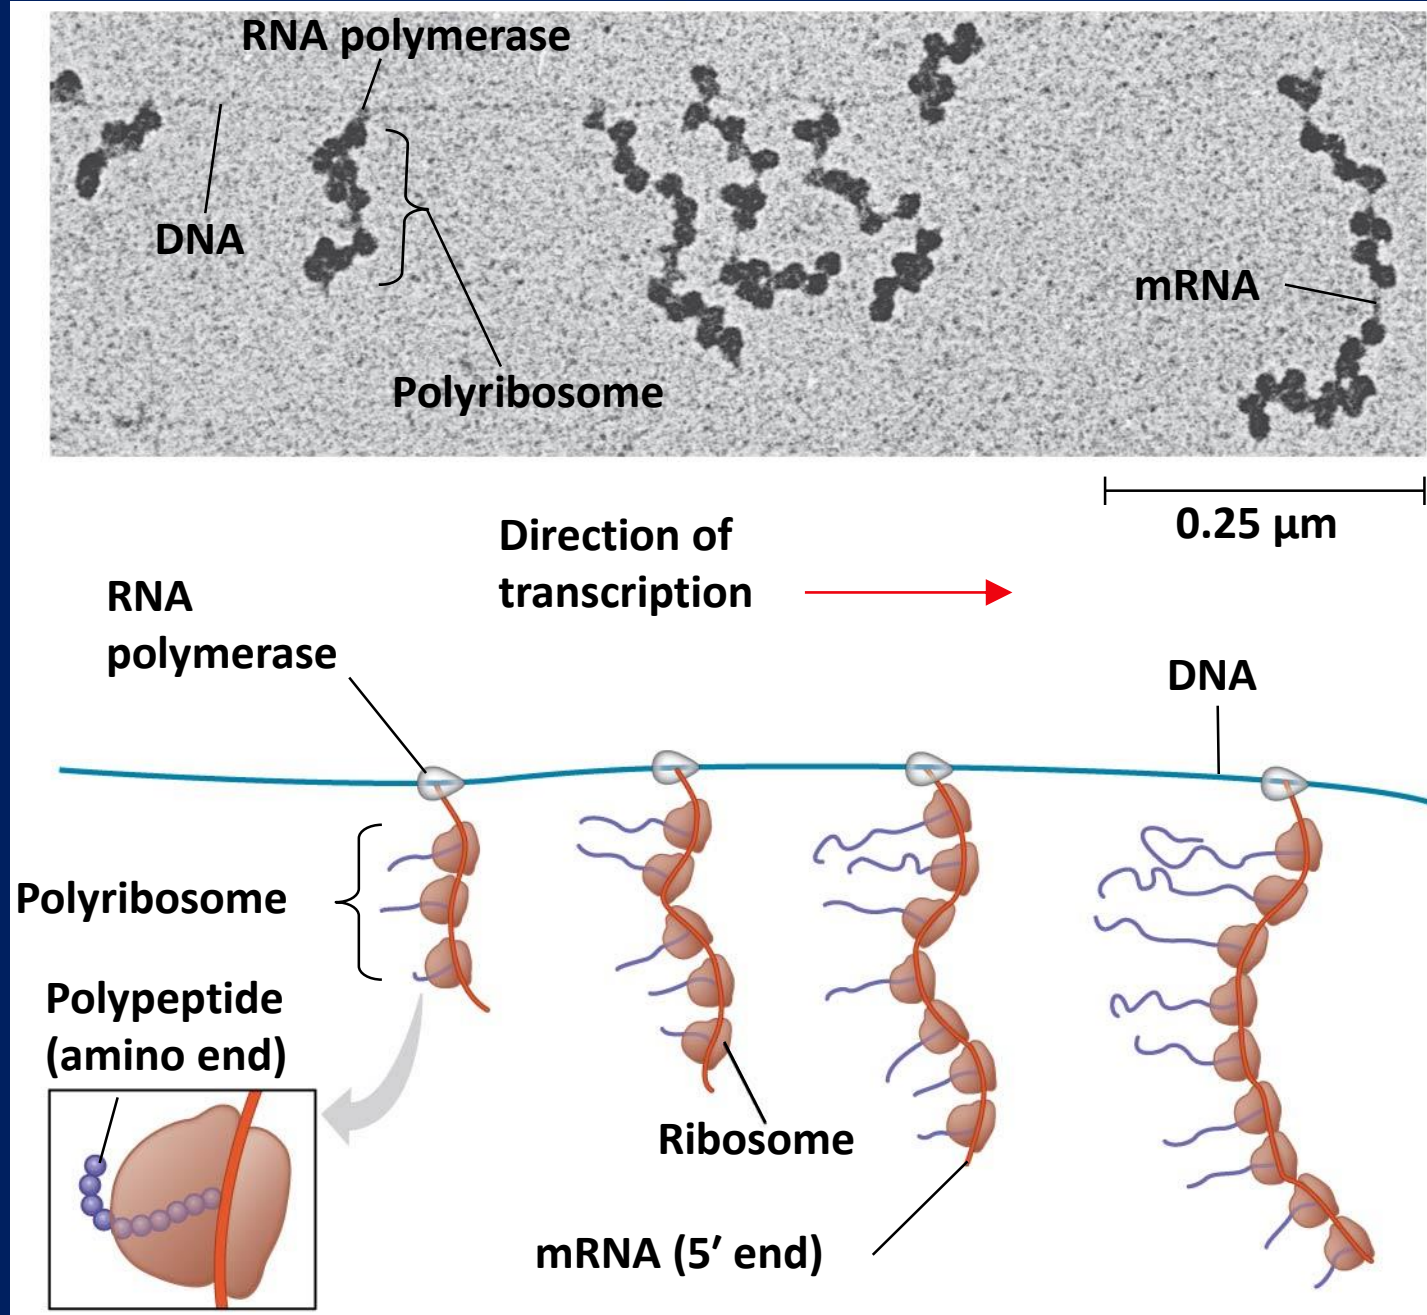 RNA polymerase
DNA
mRNA
Polyribosome
0.25 μm
Direction of
transcription
RNA
polymerase
DNA
Polyribosome
Polypeptide
(amino end)
Ribosome
mRNA (5′ end)